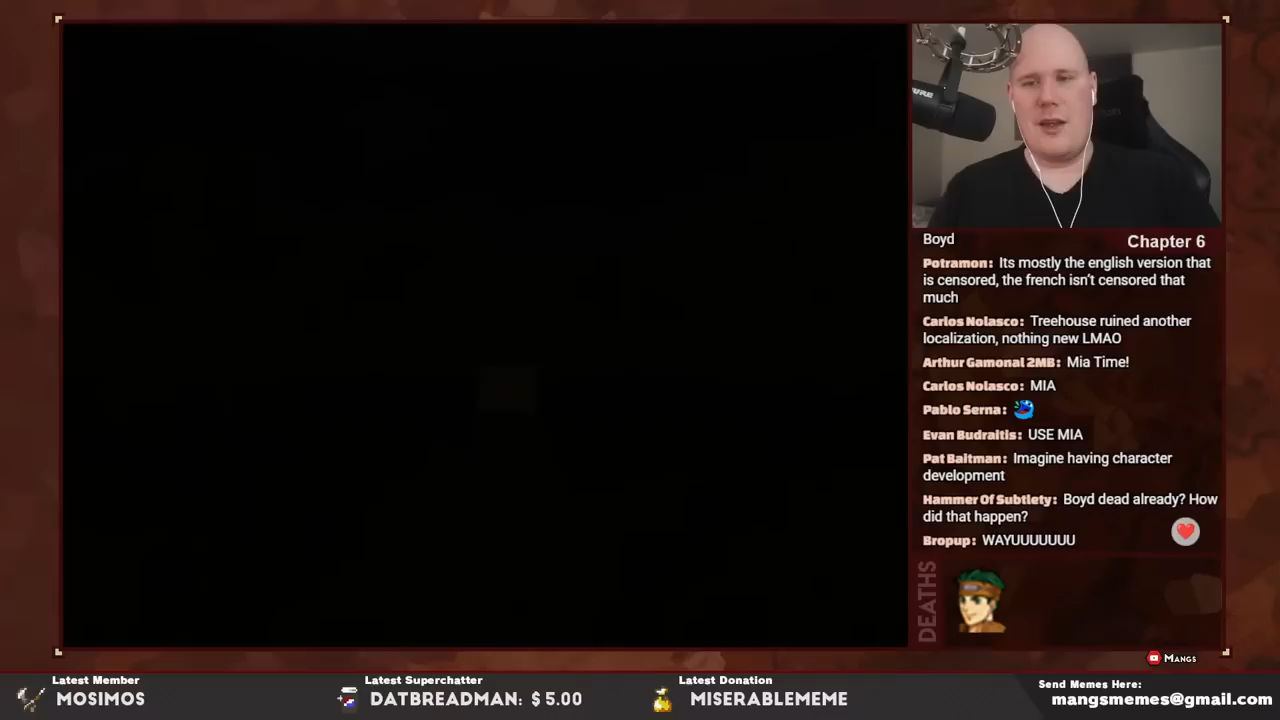 Boyd
Chapter 6
Potramon: Its mostly the english version that
is censored, the french isn't censored that
much
Carlos Nolasco: Treehouse ruined another
localization, nothing new LMAO
Arthur Gamonal 2MB: Mia Time!
Carlos Nolasco: MIA
Pablo Serna:
Evan Budraitis: USE MIA
Pat Baitman: Imagine having character
development
Hammer Of Subtlety: Boyd dead already? How
did that happen?
Bropup: WAYUUUUUUU
DEATHS
Mangs
Latest Member
MOSIMOS
Latest Superchatter
DATBREADMAN: $ 5.00
Latest Donation
MISERABLEMEME
Send Memes Here:
mangsmemes@gmail.com